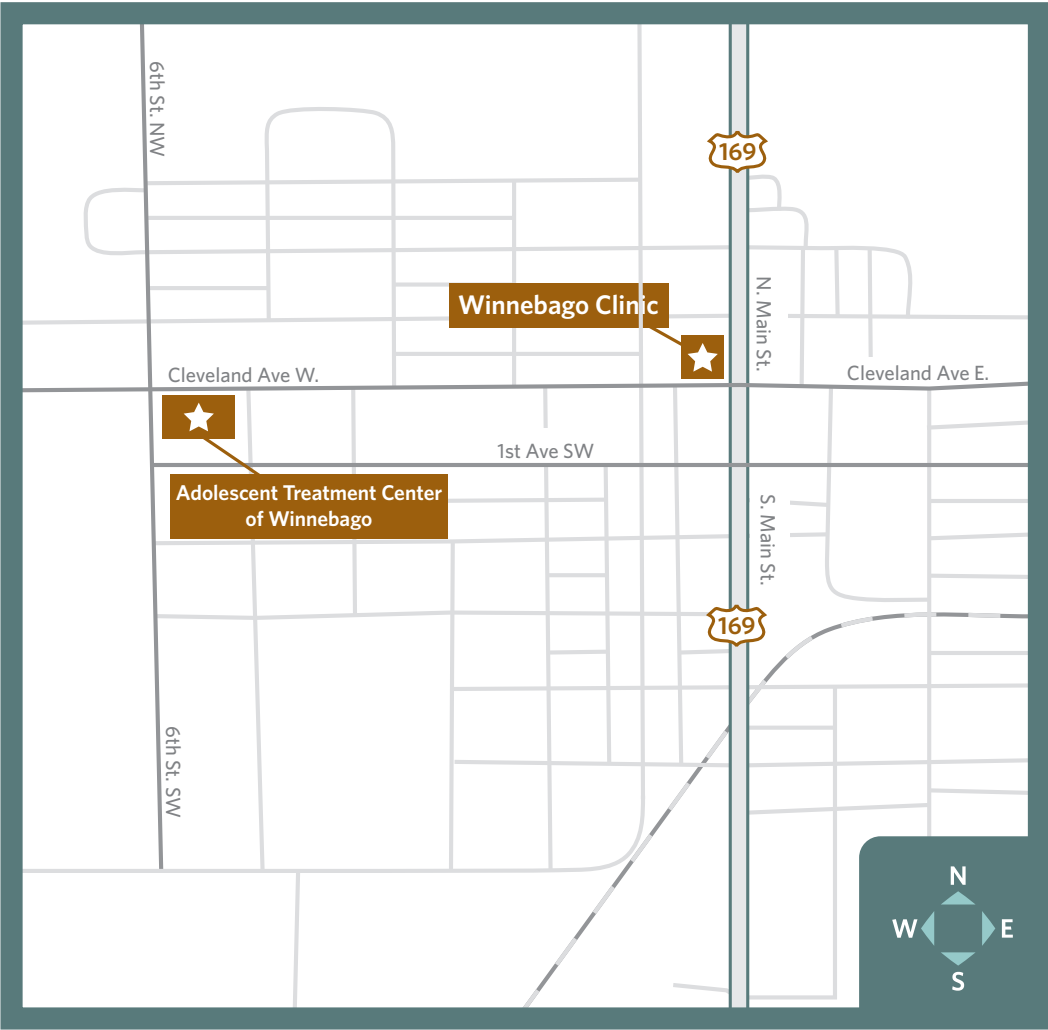 6th St. NW
169
Winnebago Clinic
N. Main St.
Cleveland Ave W.
Cleveland Ave E.
1st Ave SW
Adolescent Treatment Center
of Winnebago
S. Main St.
169
6th St. SW
N
W E
S